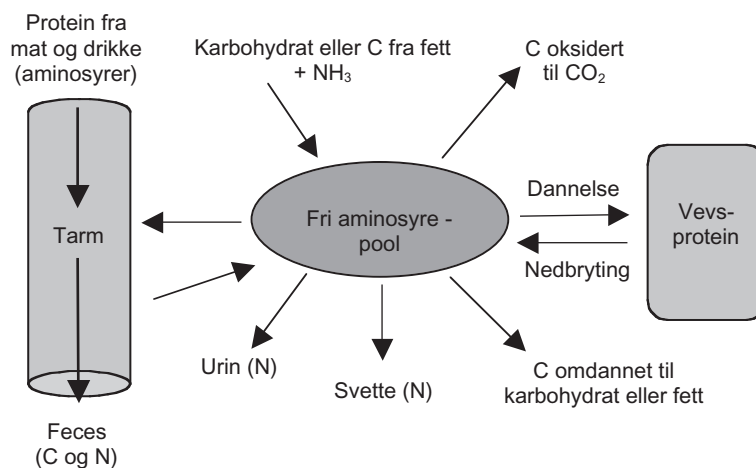 Protein fra
mat og drikke
(aminosyrer)
Karbohydrat eller C fra fett
+ NH₃
C oksidert
til CO₂
Tarm
Fri aminosyre -
pool
Dannelse
Nedbryting
Vevs-
protein
Urin (N)
Svette (N)
C omdannet til
karbohydrat eller fett
Feces
(C og N)